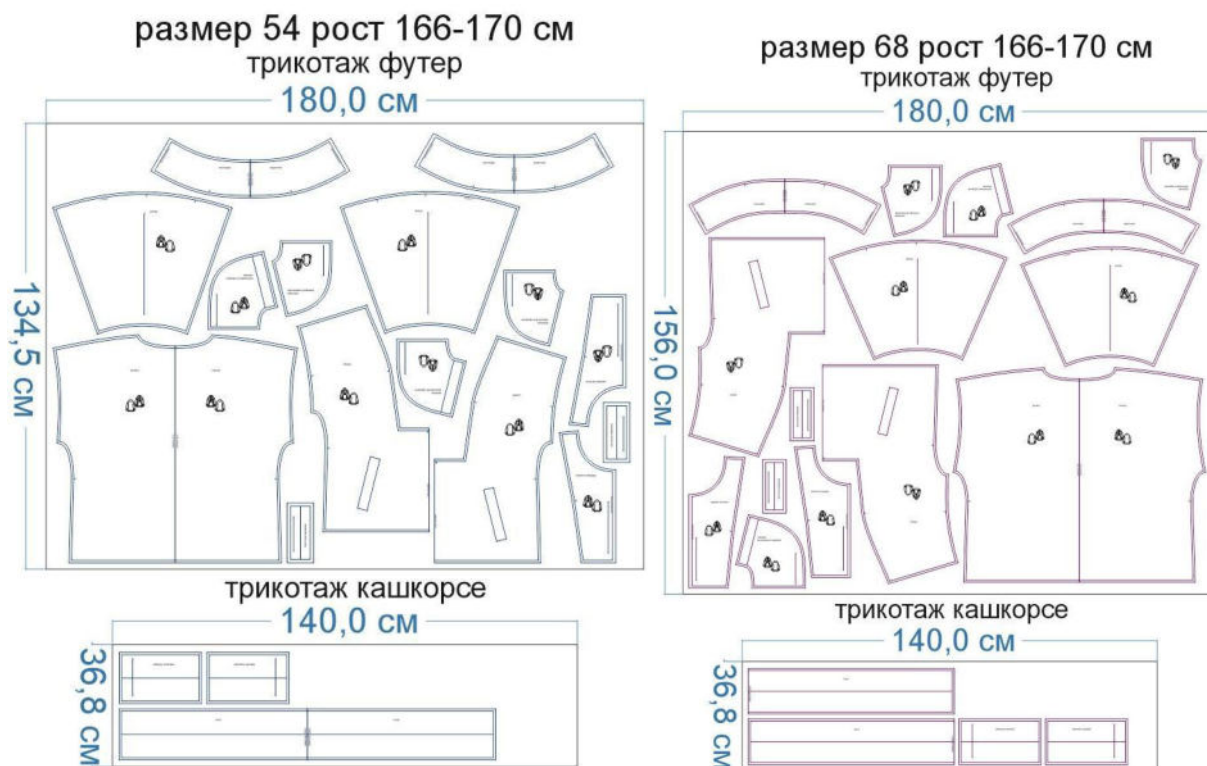 размер 54 рост 166-170 см
трикотаж футер
180,0 см
134,5 см
трикотаж кашкорсе
140,0 см
36,8 см
размер 68 рост 166-170 см
трикотаж футер
180,0 см
156,0 см
трикотаж кашкорсе
140,0 см
36,8 см